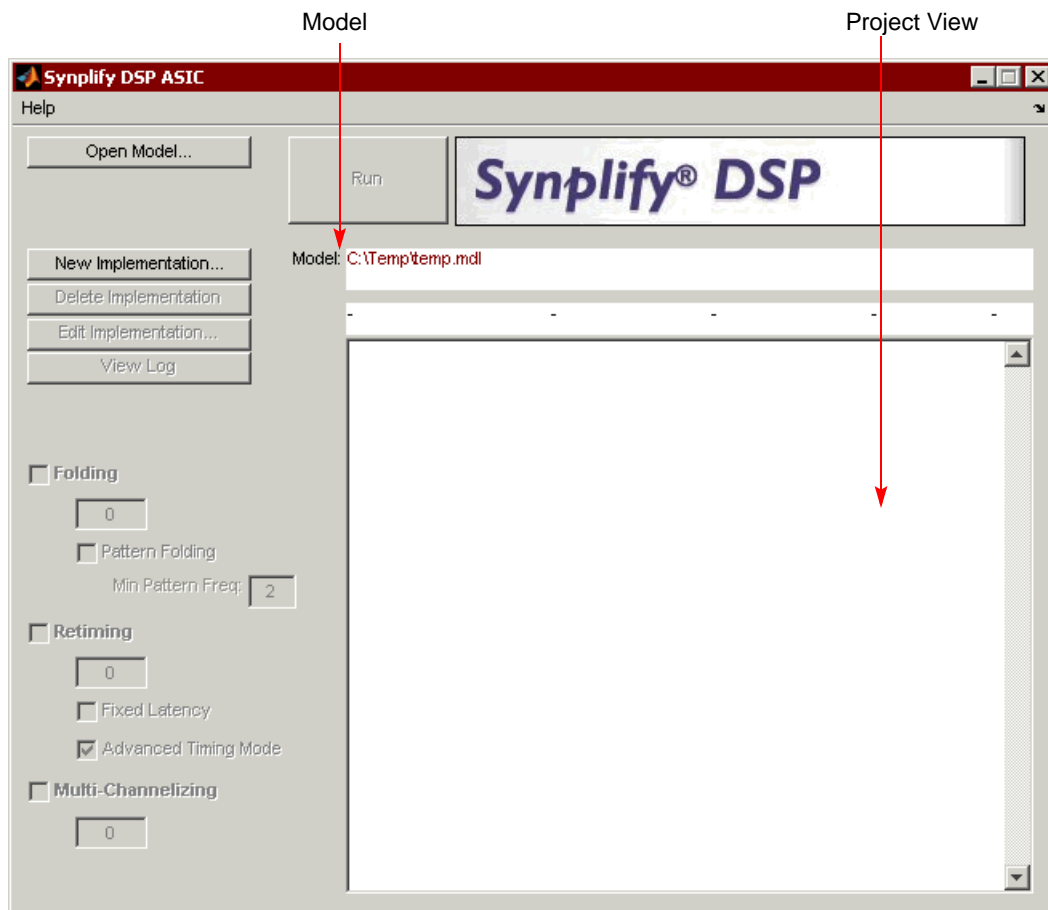 Model Project View
Synplify DSP ASIC
Help
Open Model...
Run
Synplify® DSP
New Implementation...
Model: C:\Temp\temp.mdl
Delete Implementation
- - - - -
Edit Implementation...
View Log
Folding
0
Pattern Folding
Min Pattern Freq: 2
Retiming
0
Fixed Latency
Advanced Timing Mode
Multi-Channelizing
0